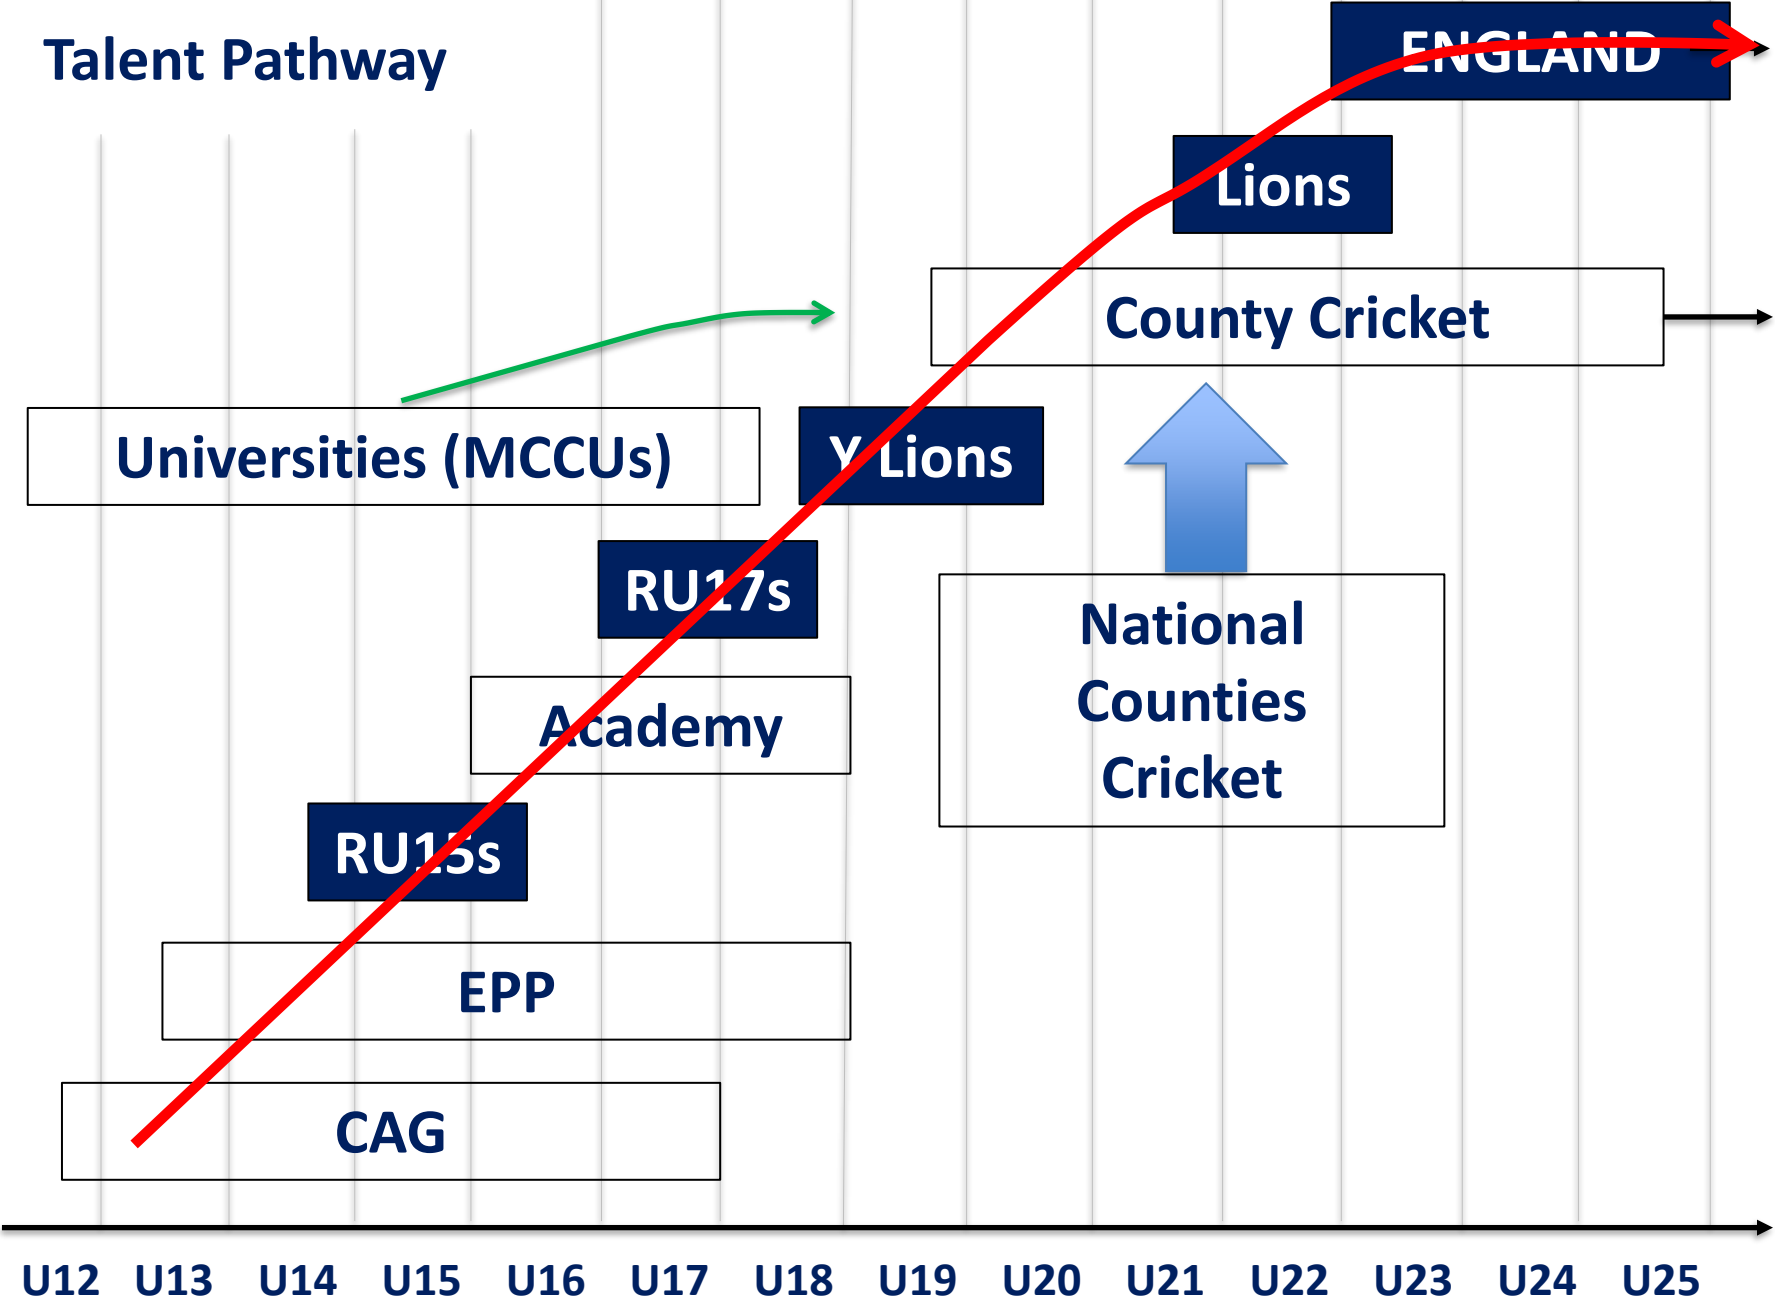 Talent Pathway
ENGLAND
Lions
County Cricket
Universities (MCCUs)
Y Lions
RU17s
National
Counties
Cricket
Academy
RU15s
EPP
CAG
U12 U13 U14 U15 U16 U17 U18 U19 U20 U21 U22 U23 U24 U25